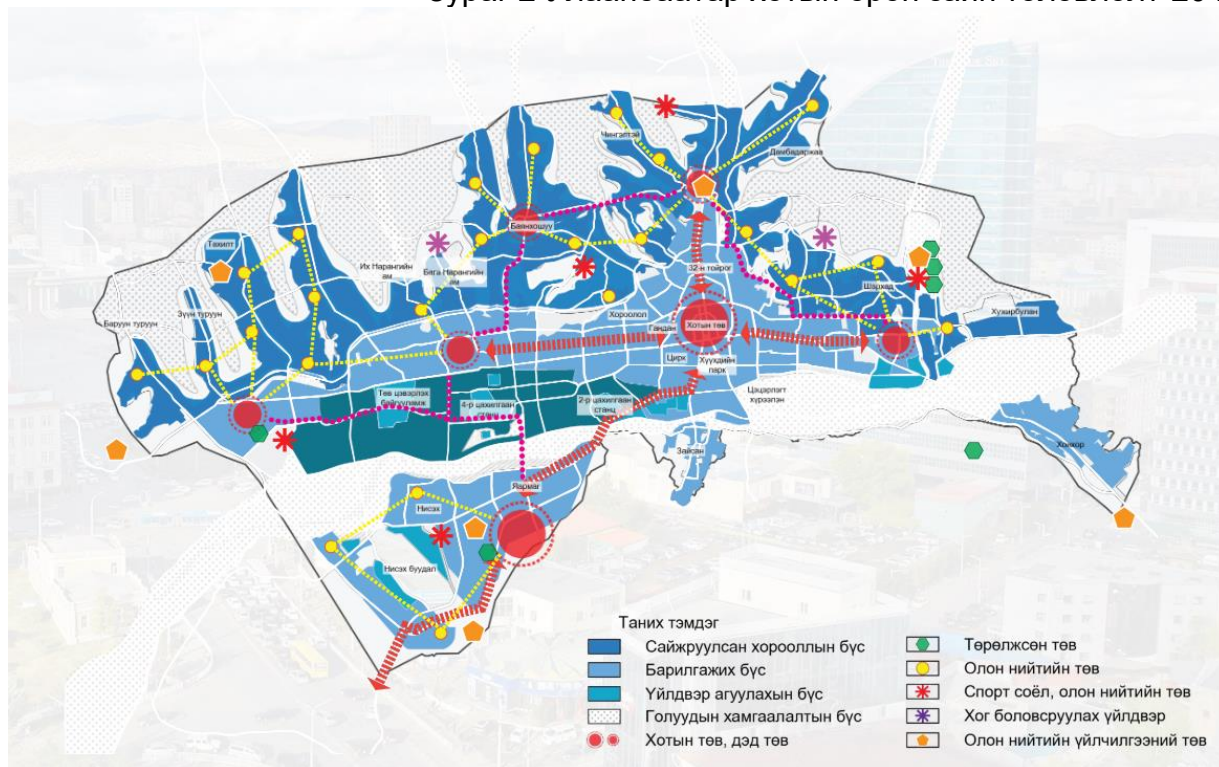 Чингэлтэй
Дамбадаржаа
Баянхошуу
Тахилт
Их Нарангийн
ам
Бага Нарангийн
ам
32-н тойрог
Шархад
Зүүн туруун
Баруун туруун
Хороолол
Гандан
Хотын төв
Хужирбулан
Цирк
Хүүхдийн
парк
Төв цэвэрлэх
байгууламж
4-р цахилгаан
станц
2-р цахилгаан
станц
Цэцэрлэгт
хүрээлэн
Зайсан
Хонхор
Яармаг
Нисэх
Нисэх буудал
Таних тэмдэг
Сайжруулсан хорооллын бүс
Барилгажих бүс
Үйлдвэр агуулахын бүс
Голуудын хамгаалалтын бүс
Хотын төв, дэд төв
Төрөлжсөн төв
Олон нийтийн төв
Спорт соёл, олон нийтийн төв
Хог боловсруулах үйлдвэр
Олон нийтийн үйлчилгээний төв